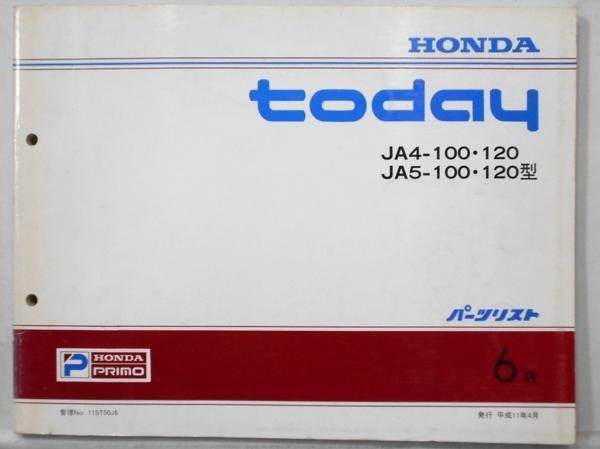 HONDA
today
JA4-100・120
JA5-100・120型
パーツリスト
P HONDA PRIMO
6版
管理No. 11ST50J6
発行 平成11年4月